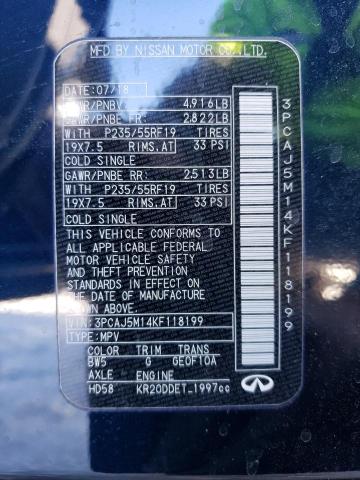 MFD BY NISSAN MOTOR CO.,LTD.
DATE: 07/18
GVWR/PNBV 4,916LB
GAWR/PNBE FR: 2,822LB
WITH P235/55RF19 TIRES
19X7.5 RIMS,AT 33 PSI
COLD SINGLE
GAWR/PNBE RR: 2,513LB
WITH P235/55RF19 TIRES
19X7.5 RIMS,AT 33 PSI
COLD SINGLE
THIS VEHICLE CONFORMS TO
ALL APPLICABLE FEDERAL
MOTOR VEHICLE SAFETY
AND THEFT PREVENTION
STANDARDS IN EFFECT ON
THE DATE OF MANUFACTURE
SHOWN ABOVE.
VIN: 3PCAJ5M14KF118199
TYPE: MPV
COLOR TRIM TRIM
BW5 G GEOF10A
AXLE ENGINE
HD58 KR20DDET 1997cc
3PCAJ5M14KF118199